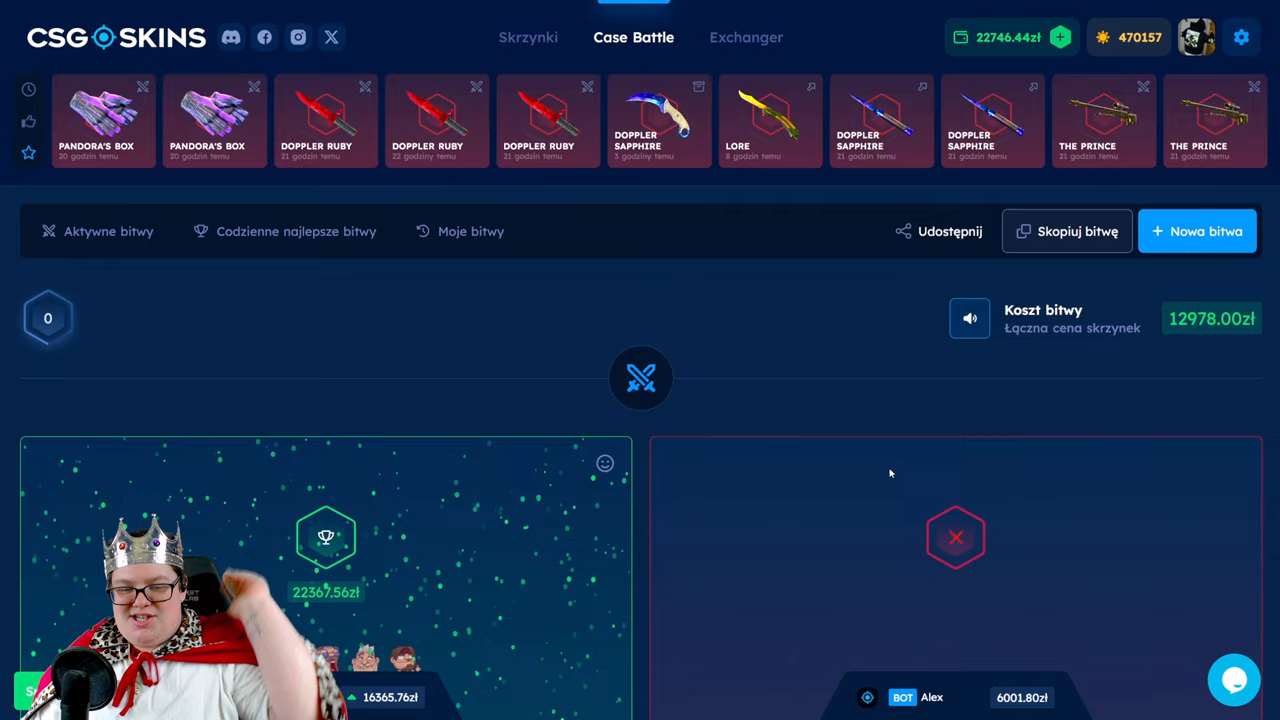 CSG SKINS
Skrzynki
Case Battle
Exchanger
22746.44zł
470157
PANDORA'S BOX
20 godzin temu
PANDORA'S BOX
20 godzin temu
DOPPLER RUBY
21 godzin temu
DOPPLER RUBY
22 godziny temu
DOPPLER RUBY
21 godzin temu
DOPPLER
SAPPHIRE
3 godziny temu
LORE
8 godzin temu
DOPPLER
SAPPHIRE
21 godzin temu
DOPPLER
SAPPHIRE
21 godzin temu
THE PRINCE
21 godzin temu
THE PRINCE
21 godzin temu
Aktywne bitwy
Codzienne najlepsze bitwy
Moje bitwy
Udostępnij
Skopiuj bitwę
+ Nowa bitwa
0
Koszt bitwy
Łączna cena skrzynek
12978.00zł
22367.56zł
16365.76zł
BOT Alex
6001.80zł